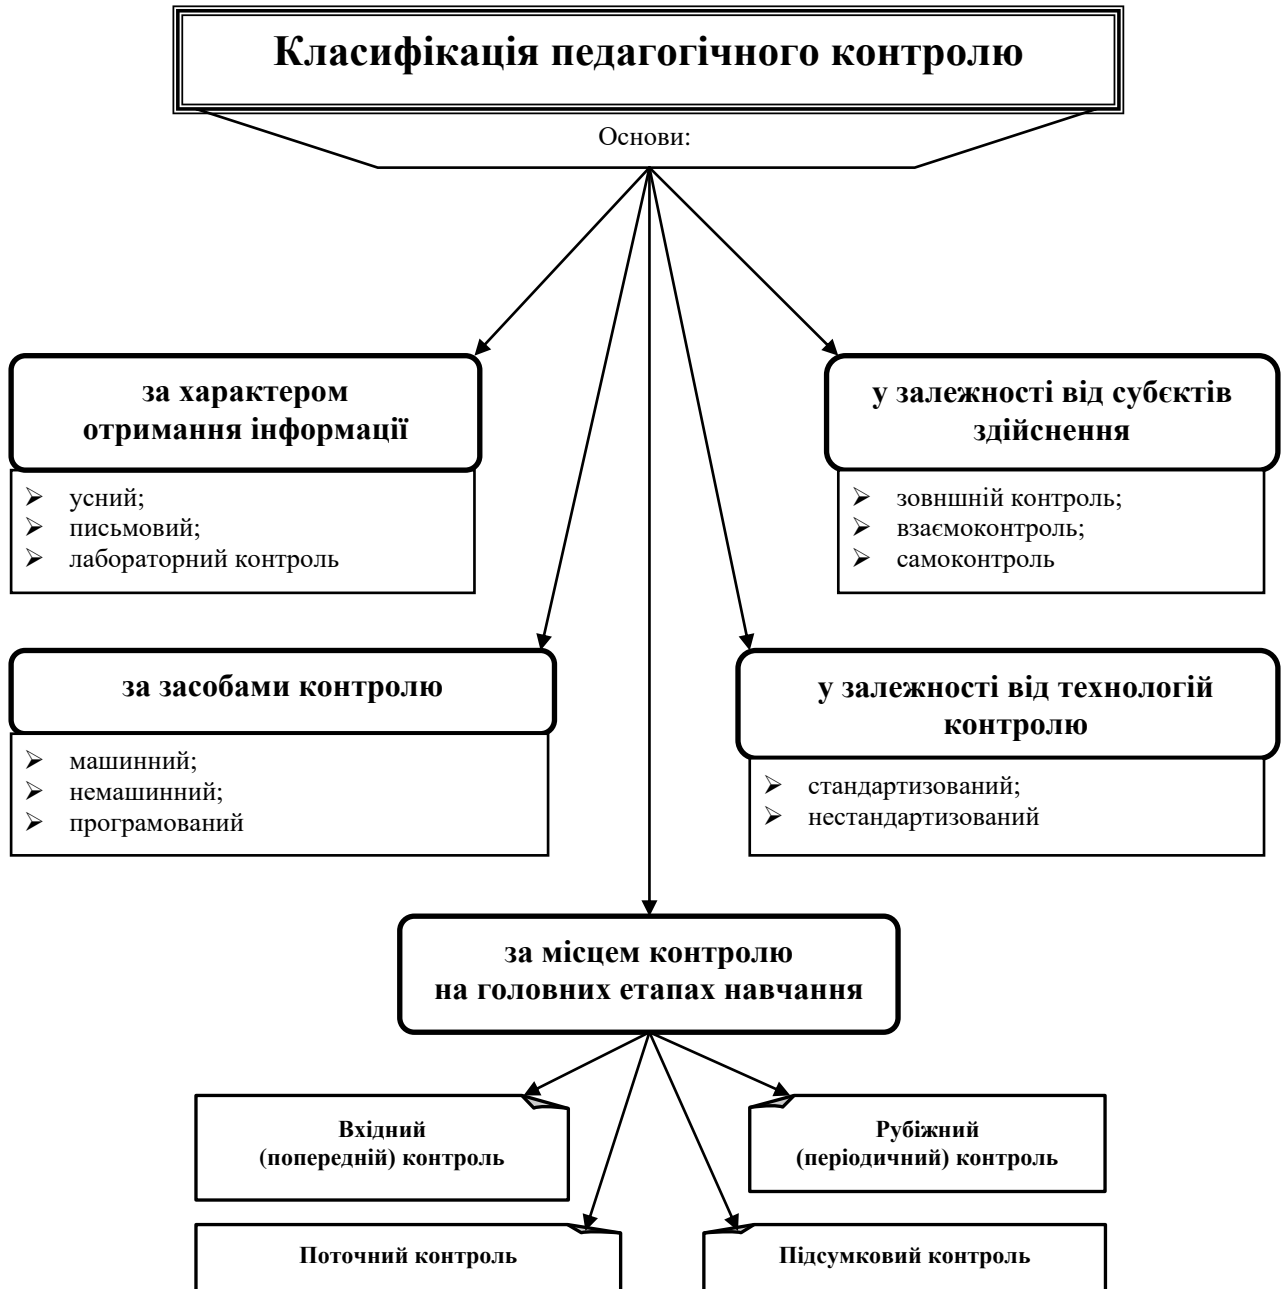 Класифікація педагогічного контролю
Основи:
за характером
отримання інформації
➢ усний;
➢ письмовий;
➢ лабораторний контроль
у залежності від субєктів
здійснення
➢ зовншній контроль;
➢ взаємоконтроль;
➢ самоконтроль
за засобами контролю
➢ машинний;
➢ немашинний;
➢ програмований
у залежності від технологій
контролю
➢ стандартизований;
➢ нестандартизований
за місцем контролю
на головних етапах навчання
Вхідний
(попередній) контроль
Рубіжний
(періодичний) контроль
Поточний контроль
Підсумковий контроль